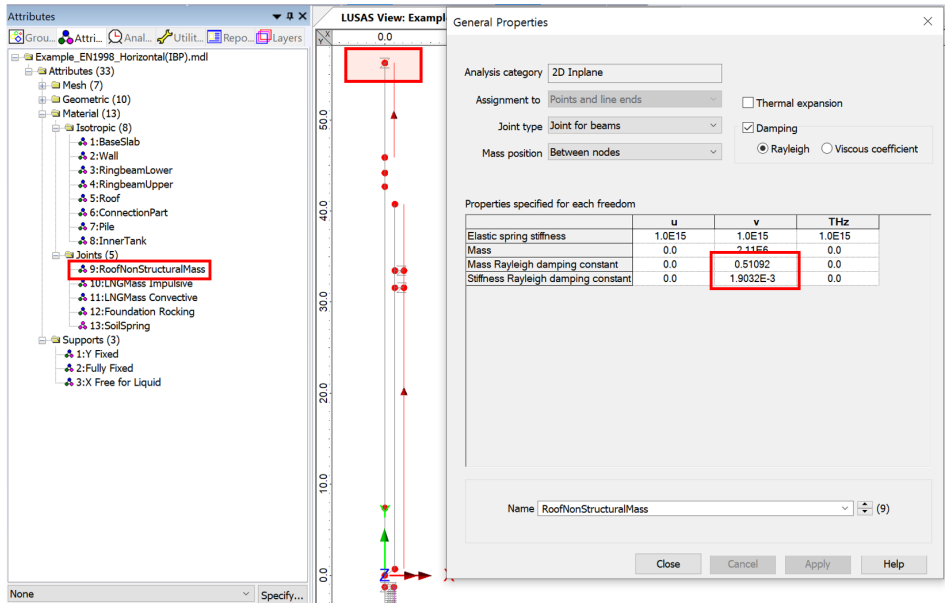 Attributes
Grou... Attri... Anal... Utilit... Repo... Layers
Example_EN1998_Horizontal(IBP).mdl
Attributes (33)
Mesh (7)
Geometric (10)
Material (13)
Isotropic (8)
1:BaseSlab
2:Wall
3:RingbeamLower
4:RingbeamUpper
5:Roof
6:ConnectionPart
7:Pile
8:InnerTank
Joints (5)
9:RoofNonStructuralMass
10:LNGMass Impulsive
11:LNGMass Convective
12:Foundation Rocking
13:SoilSpring
Supports (3)
1:Y Fixed
2:Fully Fixed
3:X Free for Liquid
None
Specify...
LUSAS View: Exampl
X
Y
0.0
50.0
40.0
30.0
20.0
10.0
0.0
Y
Z
X
General Properties
Analysis category 2D Inplane
Assignment to Points and line ends
Joint type Joint for beams
Mass position Between nodes
Thermal expansion
Damping
Rayleigh Viscous coefficient
Properties specified for each freedom
u v THz
Elastic spring stiffness 1.0E15 1.0E15 1.0E15
Mass 0.0 2.11E6 0.0
Mass Rayleigh damping constant 0.0 0.51092 0.0
Stiffness Rayleigh damping constant 0.0 1.9032E-3 0.0
Name RoofNonStructuralMass (9)
Close Cancel Apply Help